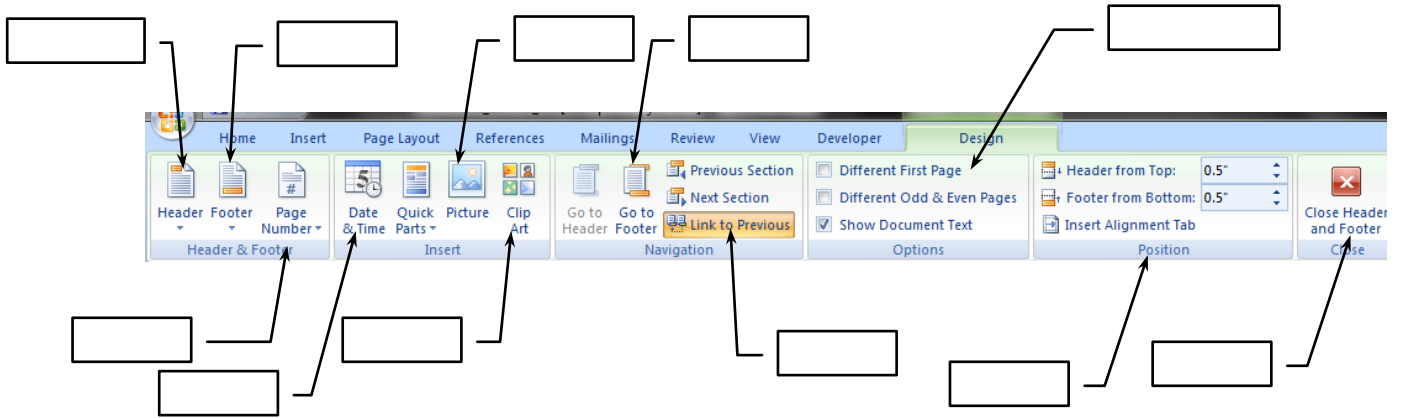 Home Insert Page Layout References Mailings Review View Developer Design
Header
Footer
Page
Number
Header & Footer
5
Date
& Time
Quick
Parts
Picture
Clip
Art
Insert
Go to
Header
Go to
Footer
Previous Section
Next Section
Link to Previous
Navigation
Different First Page
Different Odd & Even Pages
Show Document Text
Options
Header from Top: 0.5"
Footer from Bottom: 0.5"
Insert Alignment Tab
Position
Close Header
and Footer
Close